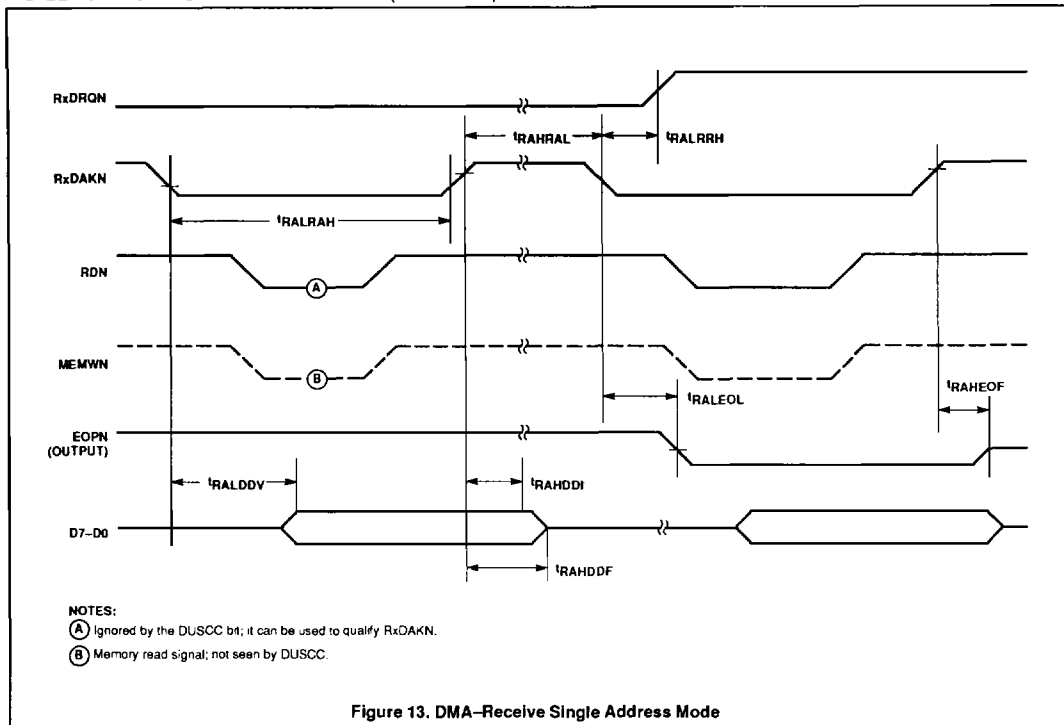 RxDRQN
tRAHRAL
tRALRRH
RxDAKN
tRALRAH
RDN
A
MEMWN
B
tRALEOL
tRAHEOF
EOPN
(OUTPUT)
tRALDDV
tRAHDDI
D7–D0
tRAHDDF
NOTES:
A Ignored by the DUSCC bit; it can be used to qualify RxDAKN.
B Memory read signal; not seen by DUSCC.
Figure 13. DMA–Receive Single Address Mode